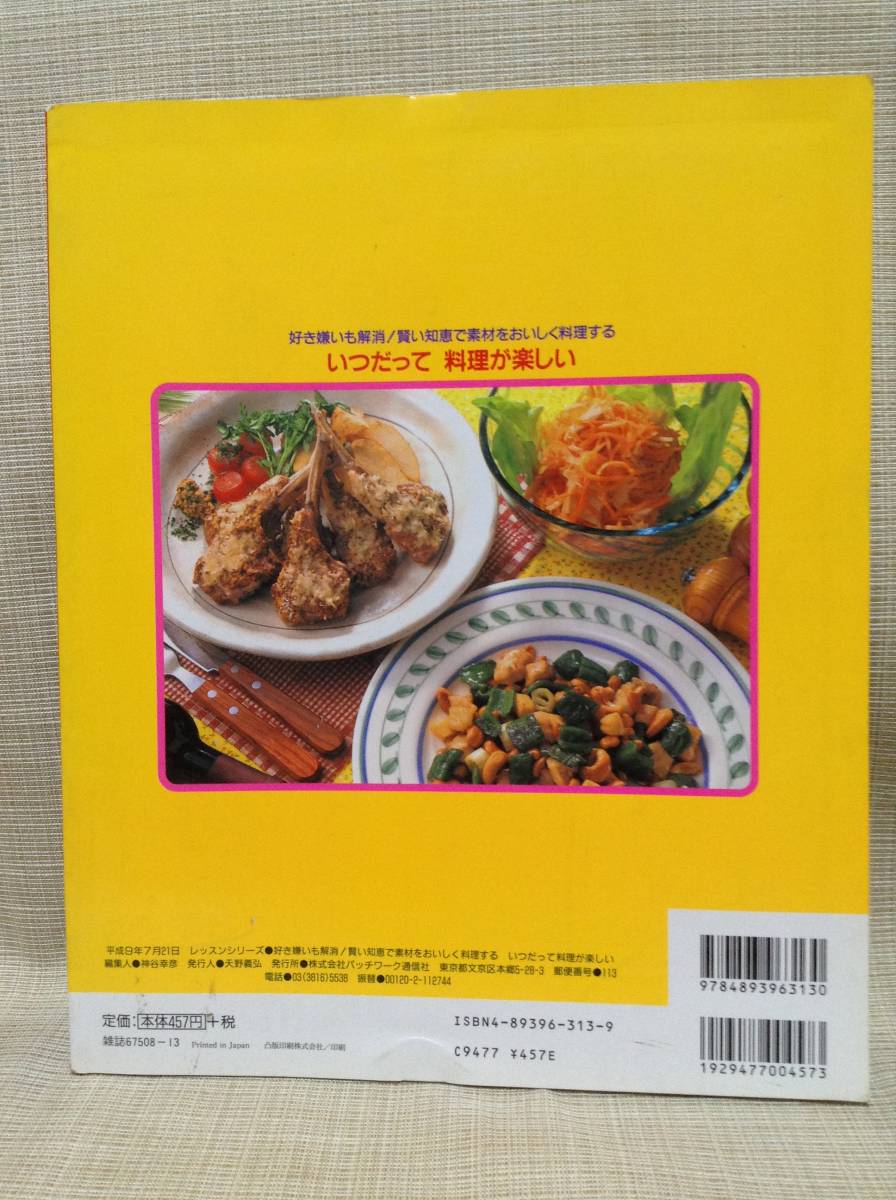 好き嫌いも解消!賢い知恵で素材をおいしく料理する
いつだって 料理が楽しい
平成9年7月21日 レッスンシリーズ●好き嫌いも解消!賢い知恵で素材をおいしく料理する いつだって料理が楽しい
編集人●神谷幸彦 発行人●天野義弘 発行所●株式会社パッチワーク通信社 東京都文京区本郷5-28-3 郵便番号●113
電話●03(3816)5538 振替●00120-2-112744
定価:本体457円+税
雑誌67508-13 Printed in Japan 凸版印刷株式会社/印刷
ISBN4-89396-313-9
C9477 ¥457E
9784893963130
1929477004573